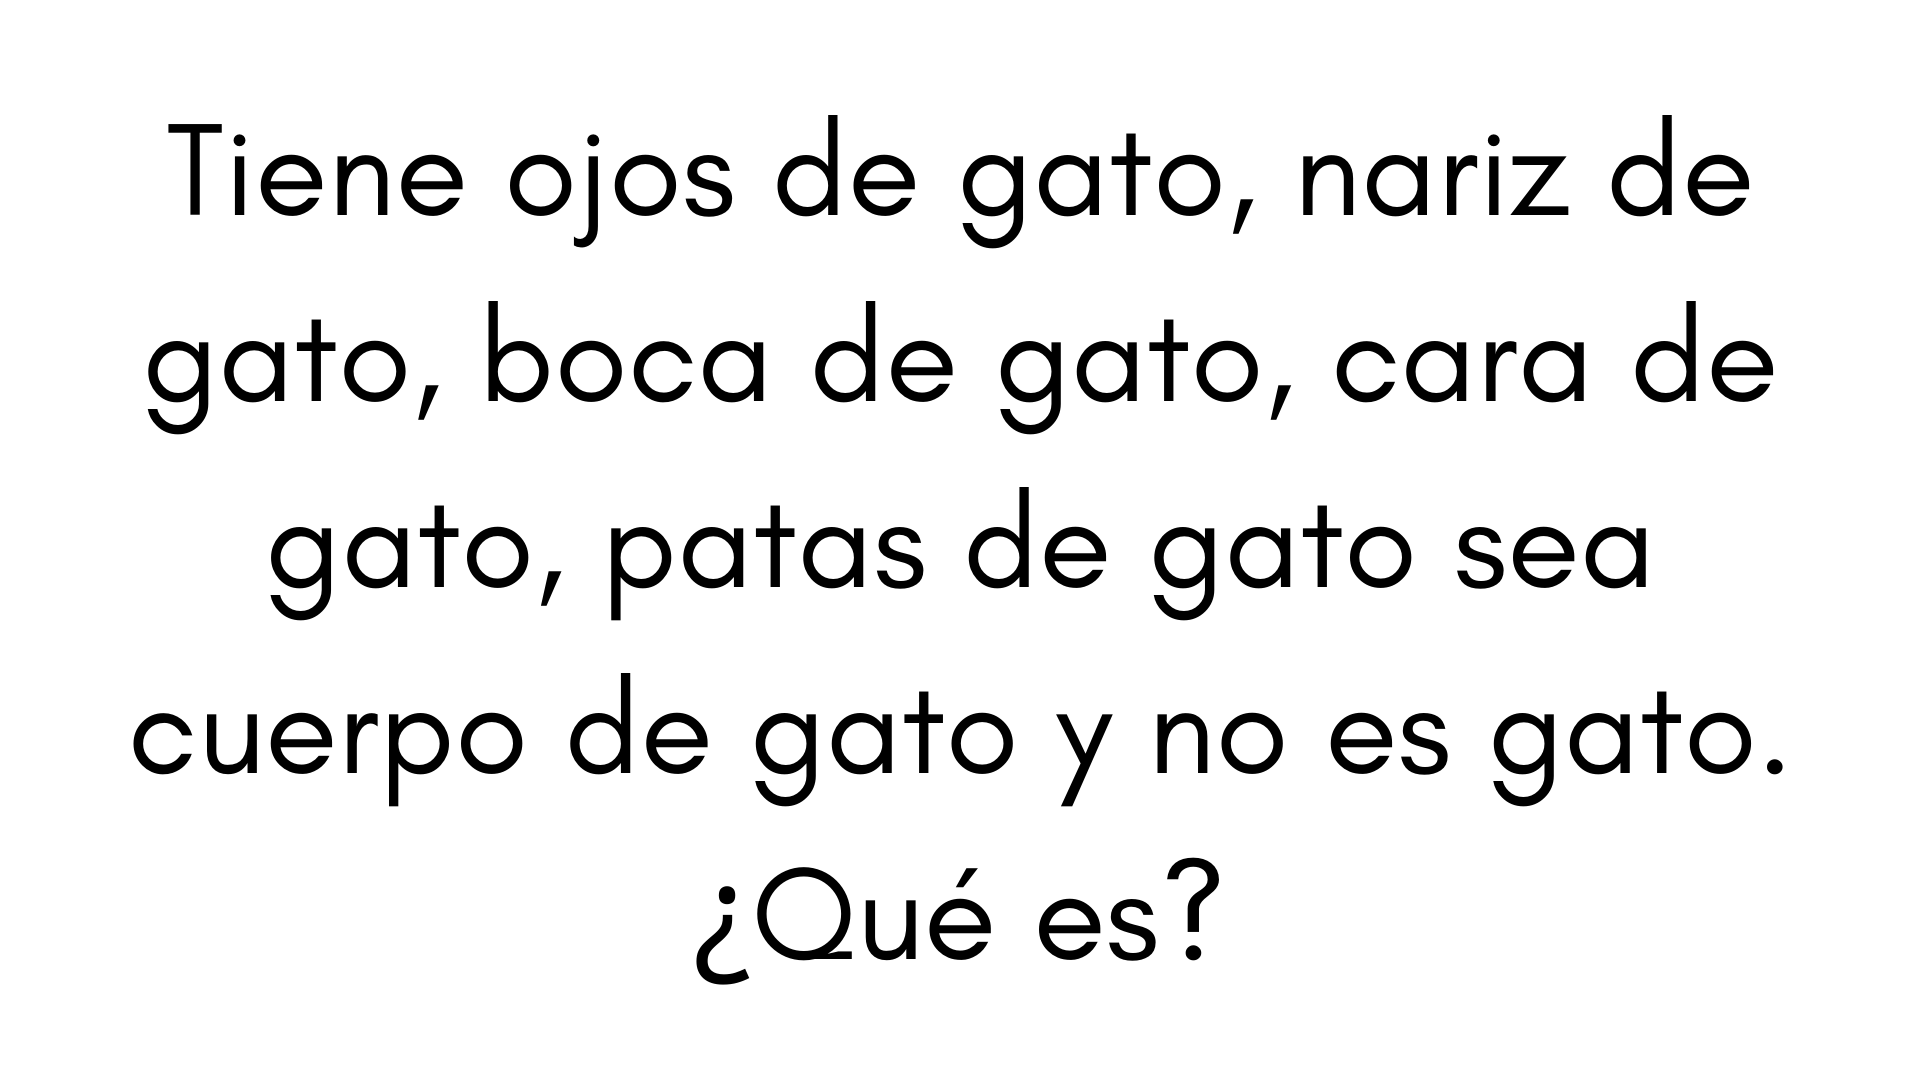 Tiene ojos de gato, nariz de
gato, boca de gato, cara de
gato, patas de gato sea
cuerpo de gato y no es gato.
¿Qué es?